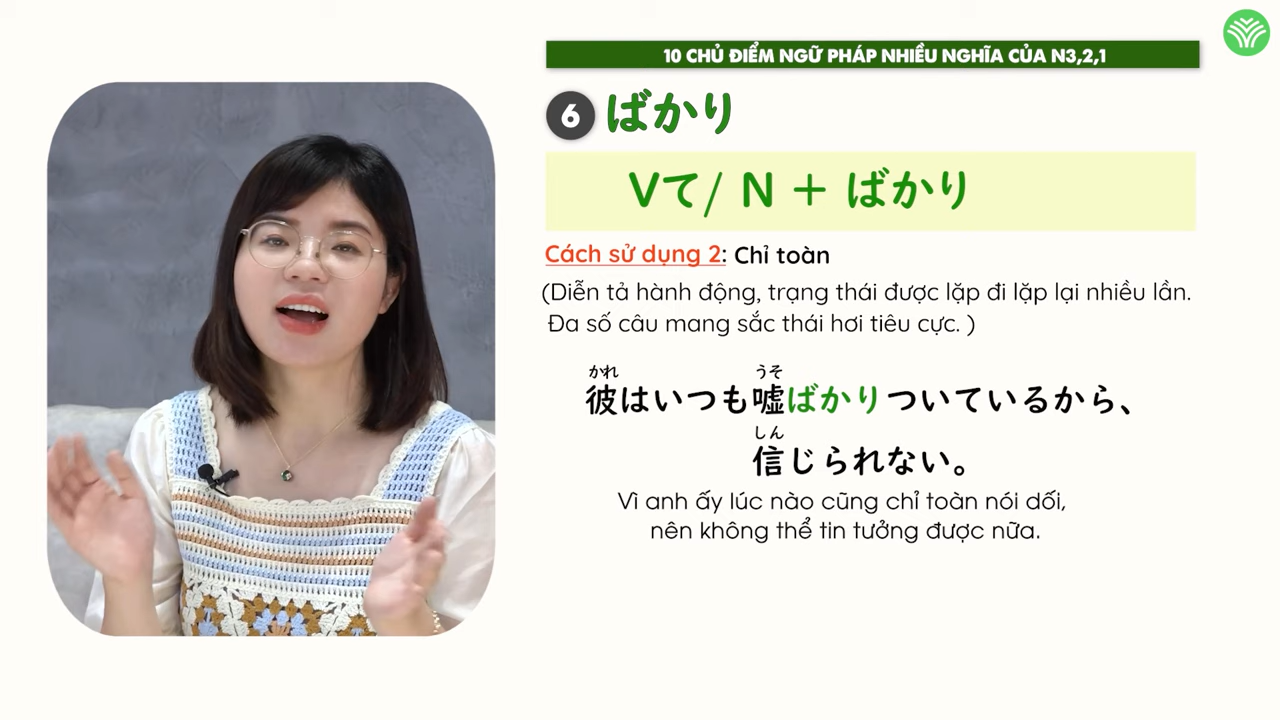 10 CHỦ ĐIỂM NGỮ PHÁP NHIỀU NGHĨA CỦA N3,2,1
6 ばかり
Vて/ N + ばかり
Cách sử dụng 2: Chỉ toàn
(Diễn tả hành động, trạng thái được lặp đi lặp lại nhiều lần.
Đa số câu mang sắc thái hơi tiêu cực. )
かれ うそ
彼はいつも嘘ばかりついているから、
しん
信じられない。
Vì anh ấy lúc nào cũng chỉ toàn nói dối,
nên không thể tin tưởng được nữa.